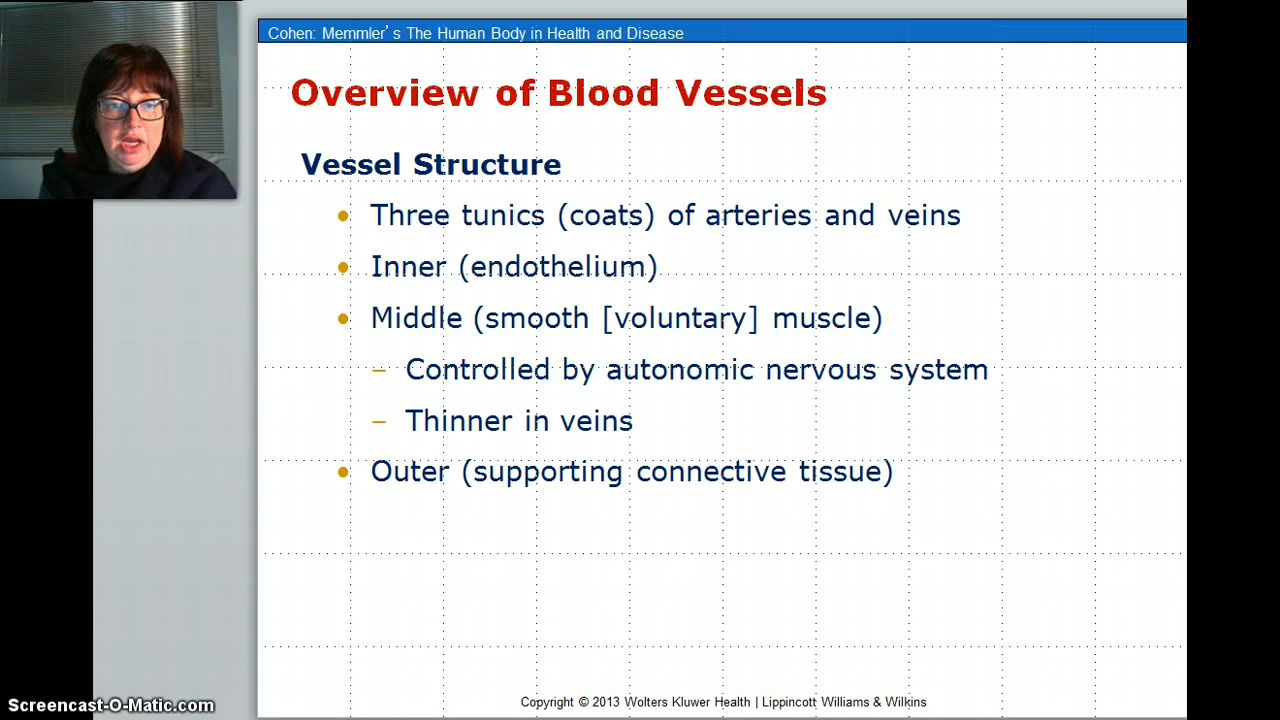 Cohen: Memmler's The Human Body in Health and Disease
Overview of Blood Vessels
Vessel Structure
• Three tunics (coats) of arteries and veins
• Inner (endothelium)
• Middle (smooth [voluntary] muscle)
– Controlled by autonomic nervous system
– Thinner in veins
• Outer (supporting connective tissue)
Copyright © 2013 Wolters Kluwer Health | Lippincott Williams & Wilkins
Screencast-O-Matic.com